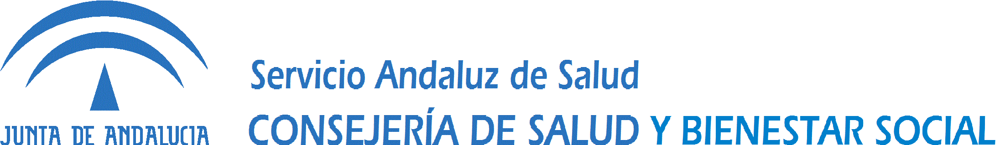 Servicio Andaluz de Salud
CONSEJERÍA DE SALUD Y BIENESTAR SOCIAL
JUNTA DE ANDALUCIA